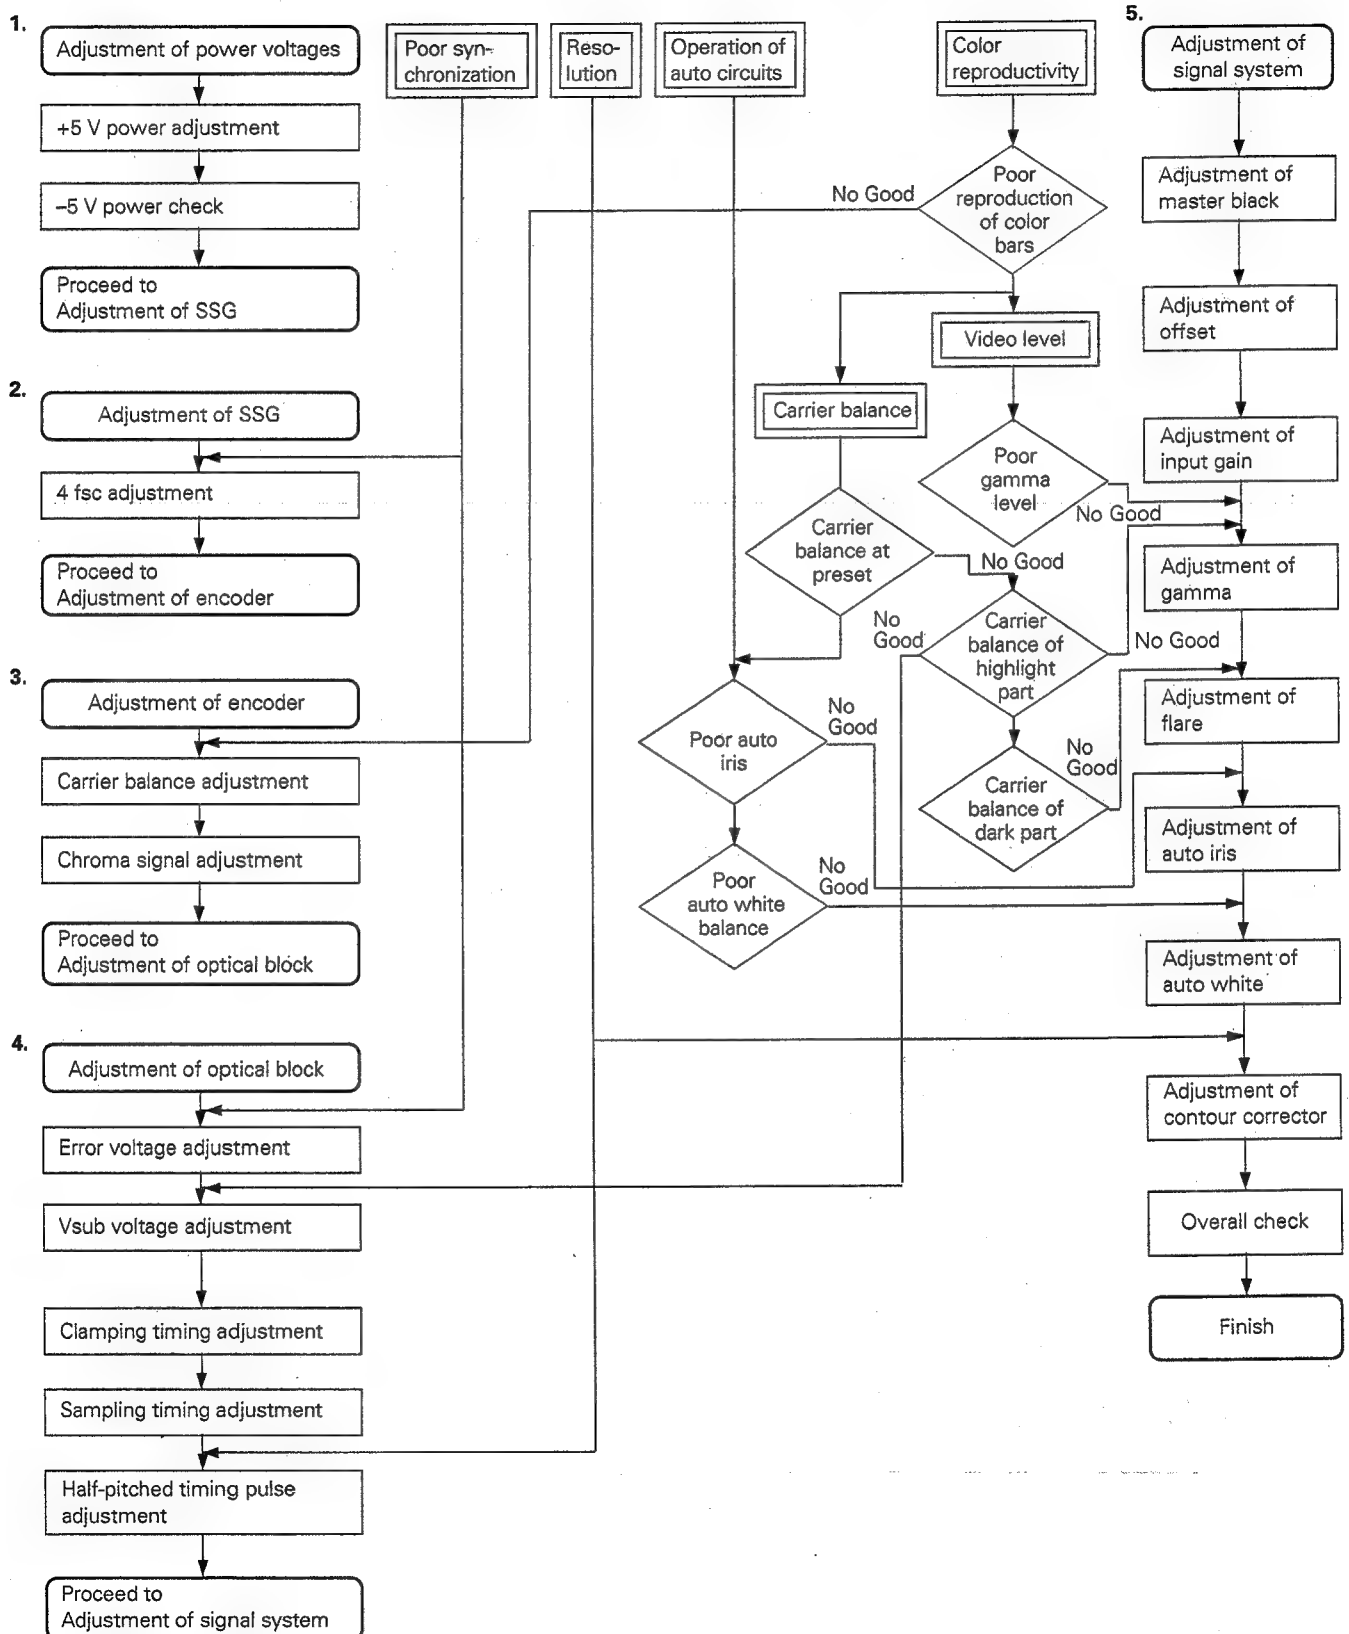 1.
Adjustment of power voltages
+5 V power adjustment
–5 V power check
Proceed to
Adjustment of SSG
2.
Adjustment of SSG
4 fsc adjustment
Proceed to
Adjustment of encoder
3.
Adjustment of encoder
Carrier balance adjustment
Chroma signal adjustment
Proceed to
Adjustment of optical block
4.
Adjustment of optical block
Error voltage adjustment
Vsub voltage adjustment
Clamping timing adjustment
Sampling timing adjustment
Half-pitched timing pulse
adjustment
Proceed to
Adjustment of signal system
Poor syn-
chronization
Reso-
lution
Operation of
auto circuits
Color
reproductivity
Poor
reproduction
of color
bars
No Good
Video level
Carrier balance
Poor
gamma
level
No Good
Carrier
balance at
preset
No Good
Carrier
balance of
highlight
part
No
Good
No Good
Carrier
balance of
dark part
No
Good
Poor auto
iris
No
Good
Poor
auto white
balance
No
Good
5.
Adjustment of
signal system
Adjustment of
master black
Adjustment of
offset
Adjustment of
input gain
Adjustment of
gamma
Adjustment of
flare
Adjustment of
auto iris
Adjustment of
auto white
Adjustment of
contour corrector
Overall check
Finish